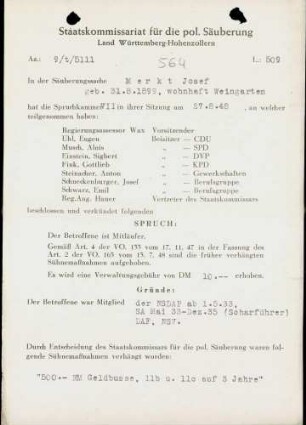 Staatskommissariat für die pol. Säuberung
Land Württemberg-Hohenzollern
Az.: 9/t/5111
564
L: 509
In der Säuberungssache Merkt Josef
geb. 31.8.1899, wohnhaft Weingarten
hat die Spruchkammer VII in ihrer Sitzung am 27.8.48, an welcher
teilgenommen haben:
Regierungsassessor Wax Vorsitzender
Uhl, Eugen Beisitzer — CDU
Musch, Alois „ — SPD
Einstein, Sigbert „ — DVP
Fink, Gottlieb „ — KPD
Steinacker, Anton „ — Gewerkschaften
Schneckenburger, Josef „ — Berufsgruppe
Schwarz, Emil „ — Berufsgruppe
Reg.Ang. Hauer Vertreter des Staatskommissars
beschlossen und verkündet folgenden
SPRUCH:
Der Betroffene ist Mitläufer.
Gemäß Art. 4 der VO. 133 vom 17. 11. 47 in der Fassung des
Art. 2 der VO. 165 vom 13. 7. 48 sind die früher verhängten
Sühnemaßnahmen aufgehoben.
Es wird eine Verwaltungsgebühr von DM 10.-- erhoben.
Gründe:
Der Betroffene war Mitglied der NSDAP ab 1.5.33,
SA Mai 33-Dez.35 (Scharführer)
DAF, NSV.
Durch Entscheidung des Staatskommissars für die pol. Säuberung waren fol-
gende Sühnemaßnahmen verhängt worden:
"500.-- RM Geldbusse, 11b u. 11c auf 3 Jahre"